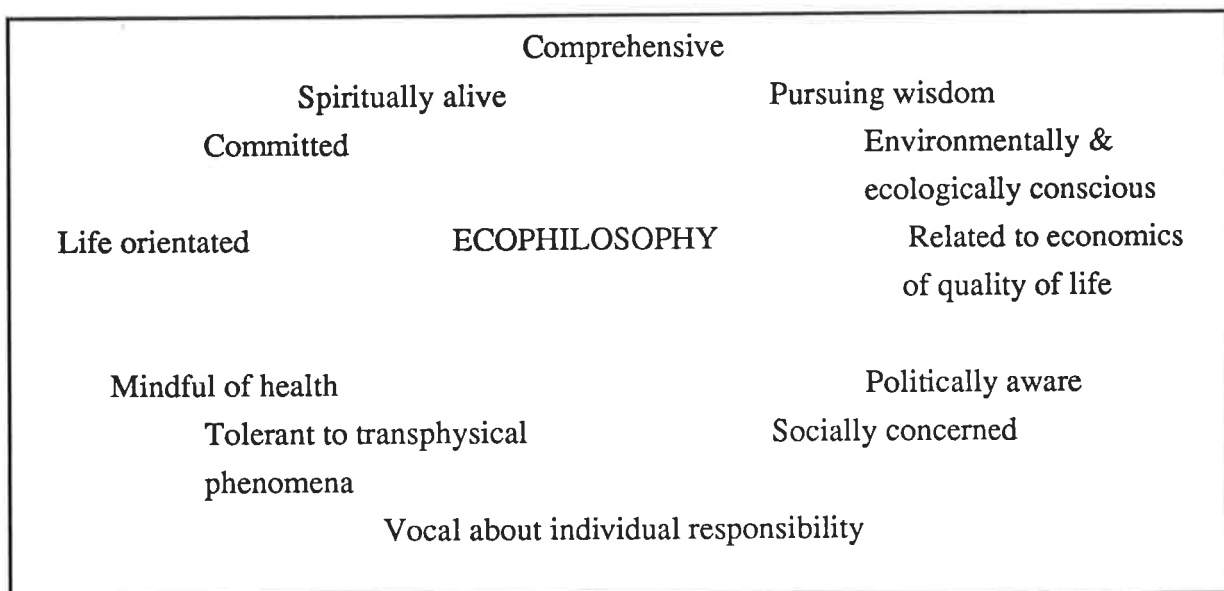 Comprehensive
Spiritually alive Pursuing wisdom
Committed Environmentally &
ecologically conscious
Life orientated ECOPHILOSOPHY Related to economics
of quality of life
Mindful of health Politically aware
Tolerant to transphysical Socially concerned
phenomena
Vocal about individual responsibility